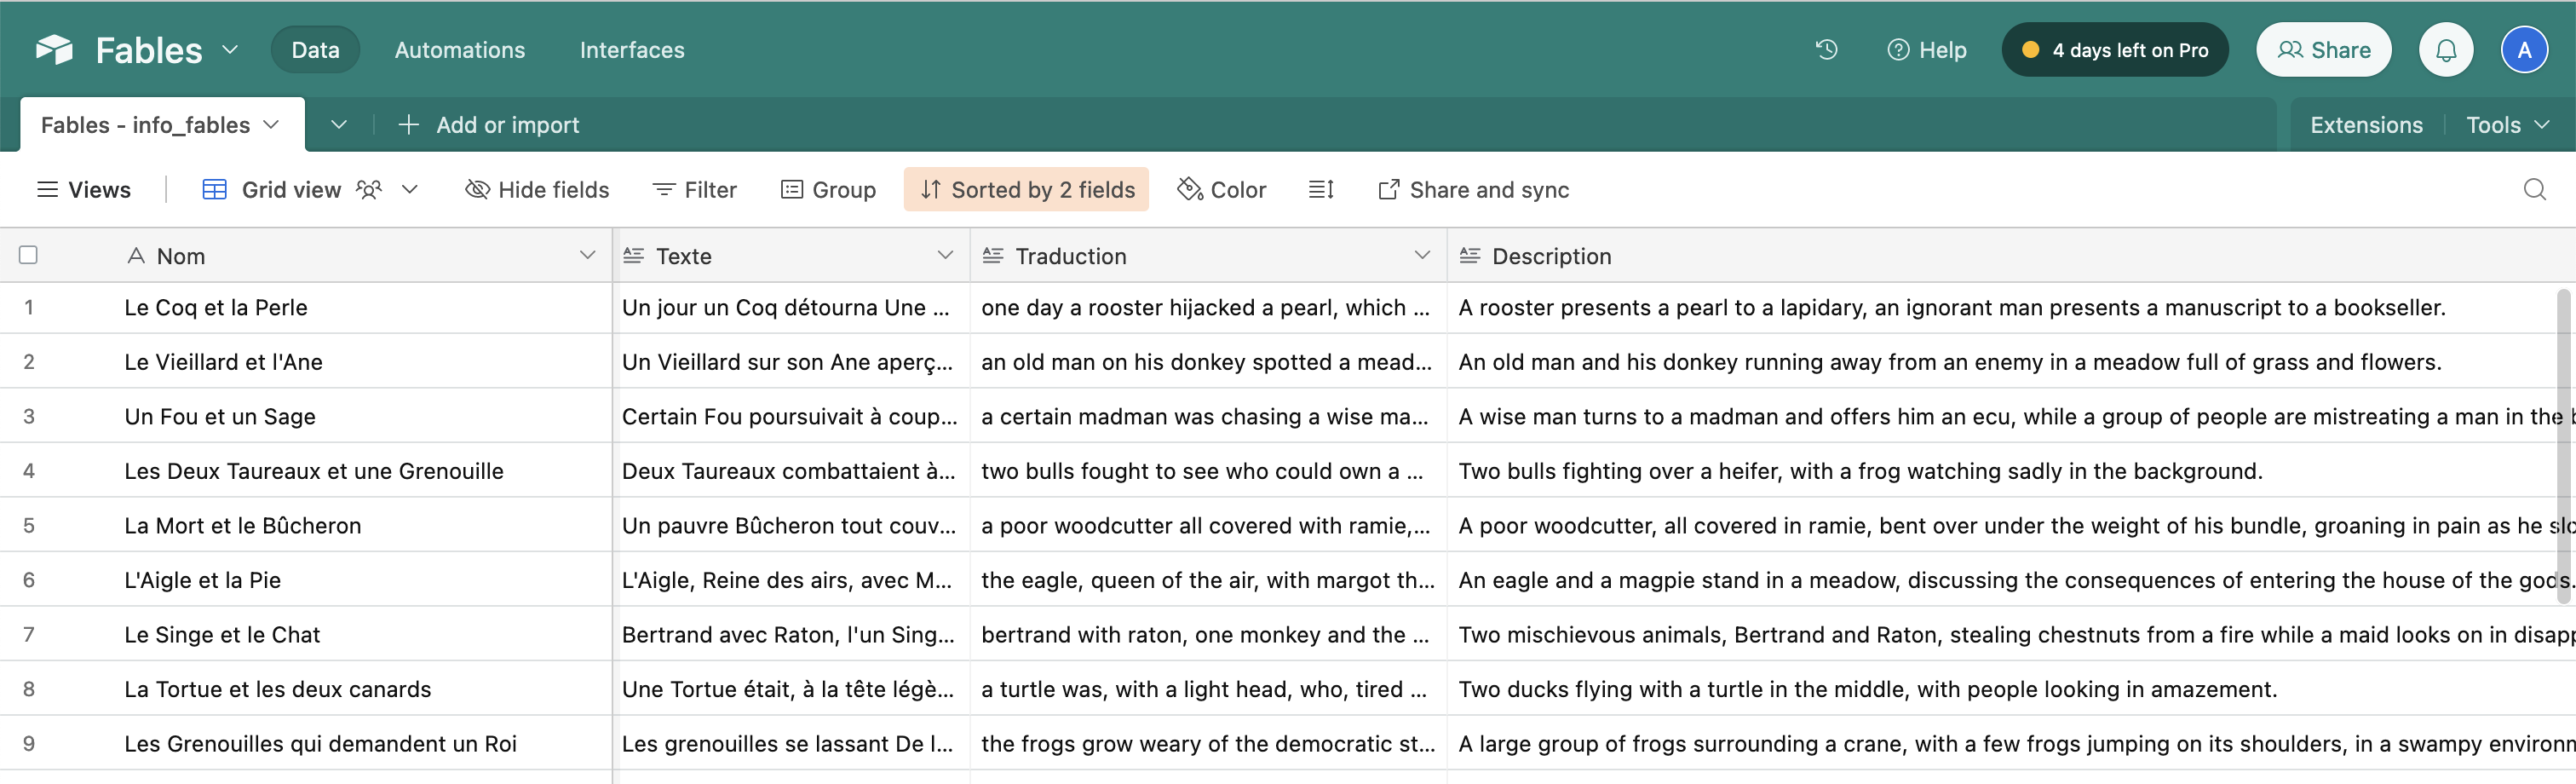 Fables Data Automations Interfaces Help 4 days left on Pro Share A
Fables - info_fables Add or import Extensions Tools
Views Grid view Hide fields Filter Group Sorted by 2 fields Color Share and sync
Nom Texte Traduction Description
1 Le Coq et la Perle Un jour un Coq détourna Une ... one day a rooster hijacked a pearl, which ... A rooster presents a pearl to a lapidary, an ignorant man presents a manuscript to a bookseller.
2 Le Vieillard et l'Ane Un Vieillard sur son Ane aperç... an old man on his donkey spotted a mead... An old man and his donkey running away from an enemy in a meadow full of grass and flowers.
3 Un Fou et un Sage Certain Fou poursuivait à coup... a certain madman was chasing a wise ma... A wise man turns to a madman and offers him an ecu, while a group of people are mistreating a man in the
4 Les Deux Taureaux et une Grenouille Deux Taureaux combattaient à... two bulls fought to see who could own a ... Two bulls fighting over a heifer, with a frog watching sadly in the background.
5 La Mort et le Bûcheron Un pauvre Bûcheron tout couv... a poor woodcutter all covered with ramie,... A poor woodcutter, all covered in ramie, bent over under the weight of his bundle, groaning in pain as he
6 L'Aigle et la Pie L'Aigle, Reine des airs, avec M... the eagle, queen of the air, with margot th... An eagle and a magpie stand in a meadow, discussing the consequences of entering the house of the gods.
7 Le Singe et le Chat Bertrand avec Raton, l'un Sing... bertrand with raton, one monkey and the ... Two mischievous animals, Bertrand and Raton, stealing chestnuts from a fire while a maid looks on in disapp
8 La Tortue et les deux canards Une Tortue était, à la tête légè... a turtle was, with a light head, who, tired ... Two ducks flying with a turtle in the middle, with people looking in amazement.
9 Les Grenouilles qui demandent un Roi Les grenouilles se lassant De l... the frogs grow weary of the democratic st... A large group of frogs surrounding a crane, with a few frogs jumping on its shoulders, in a swampy environ